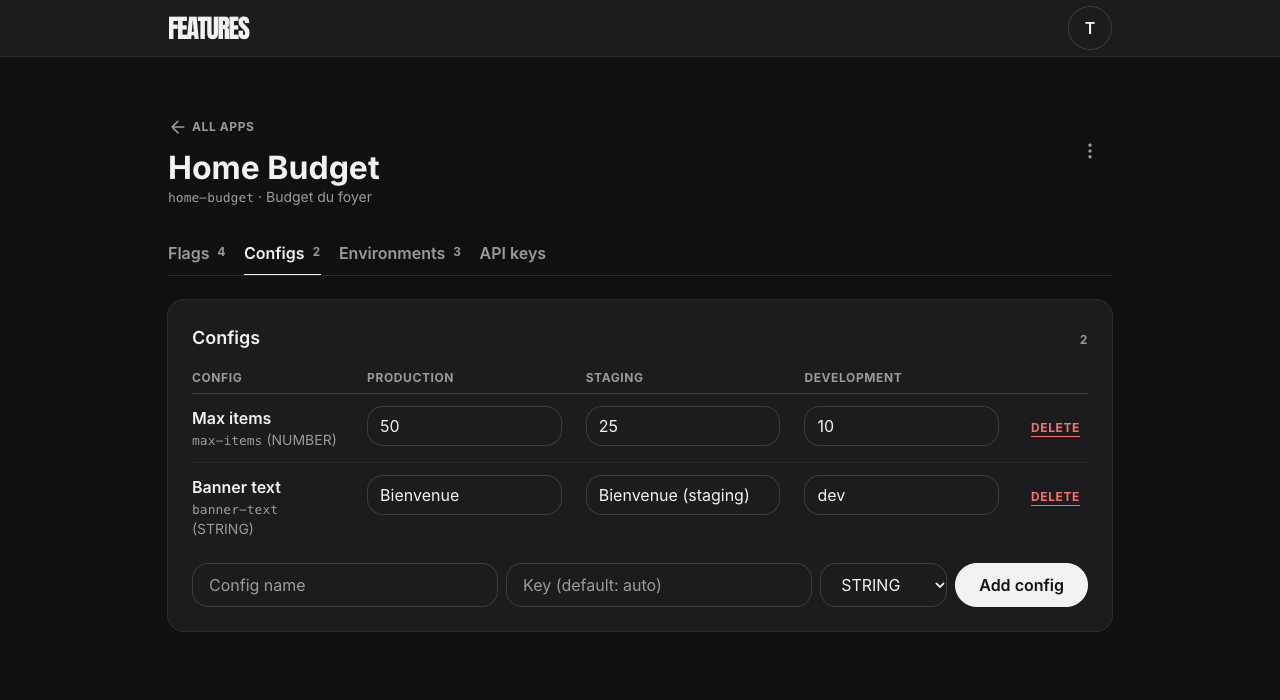 FEATURES
T
ALL APPS
Home Budget
home-budget · Budget du foyer
Flags 4 Configs 2 Environments 3 API keys
Configs 2
CONFIG PRODUCTION STAGING DEVELOPMENT
Max items
max-items (NUMBER)
50 25 10 DELETE
Banner text
banner-text
(STRING)
Bienvenue Bienvenue (staging) dev DELETE
Config name Key (default: auto) STRING Add config